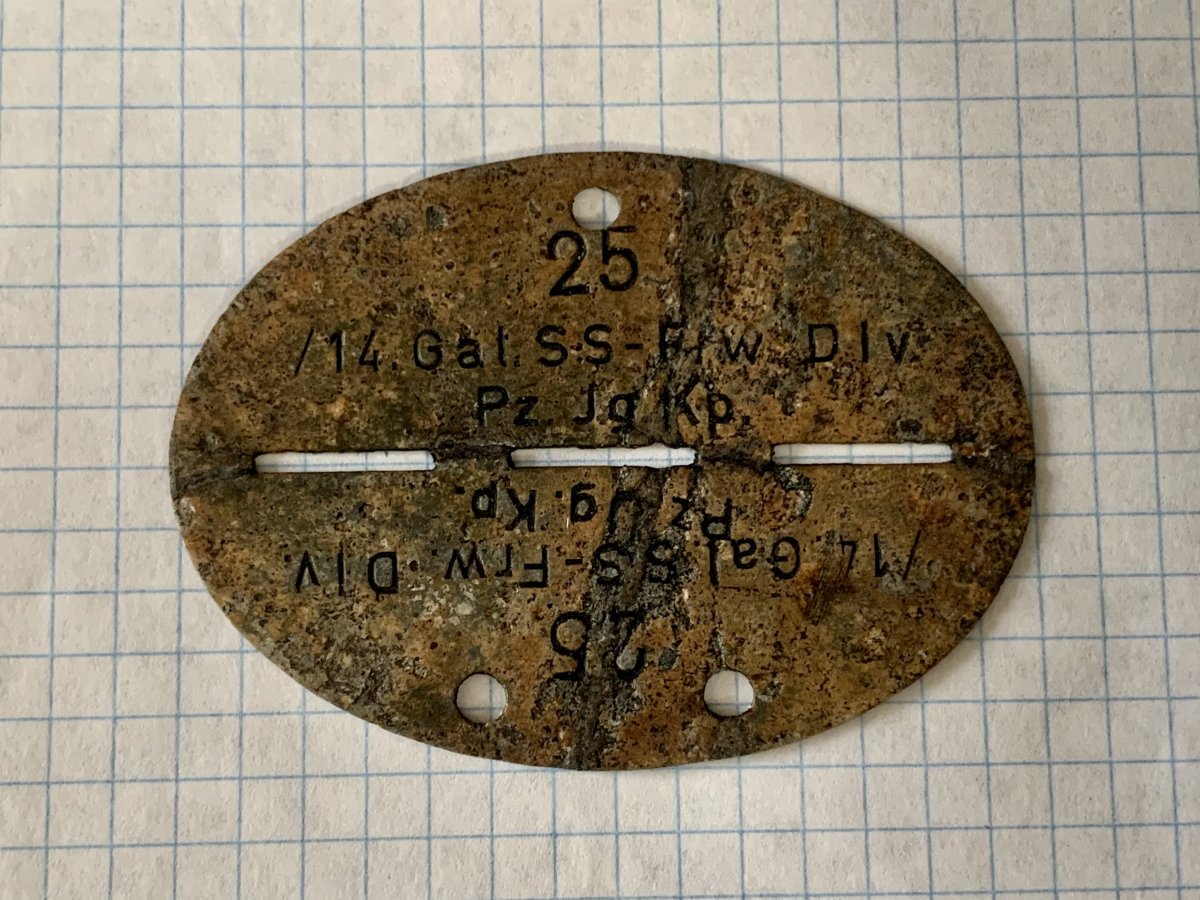 25
/14. Gal. SS-Frw. Div.
Pz. Jg. Kp.
Pz. Jg. Kp.
/14. Gal. SS-Frw. Div.
25